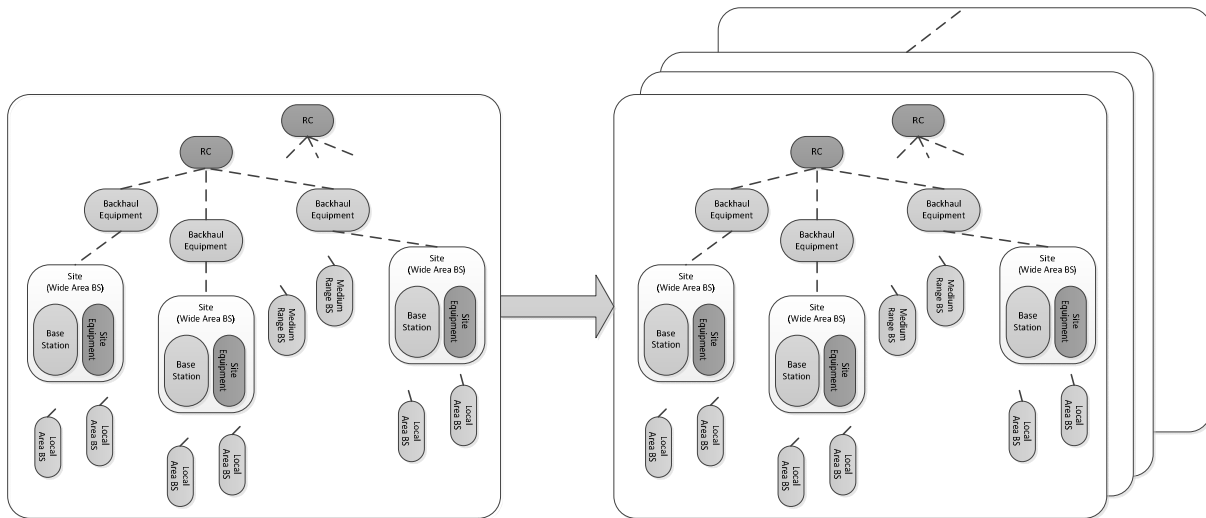 RC
RC
Backhaul
Equipment
Backhaul
Equipment
Backhaul
Equipment
Site
(Wide Area BS)
Base
Station
Site
Equipment
Site
(Wide Area BS)
Base
Station
Site
Equipment
Medium
Range BS
Medium
Range BS
Site
(Wide Area BS)
Base
Station
Site
Equipment
Local
Area BS
Local
Area BS
Local
Area BS
Local
Area BS
Local
Area BS
Local
Area BS
RC
RC
Backhaul
Equipment
Backhaul
Equipment
Backhaul
Equipment
Site
(Wide Area BS)
Base
Station
Site
Equipment
Site
(Wide Area BS)
Base
Station
Site
Equipment
Medium
Range BS
Medium
Range BS
Site
(Wide Area BS)
Base
Station
Site
Equipment
Local
Area BS
Local
Area BS
Local
Area BS
Local
Area BS
Local
Area BS
Local
Area BS